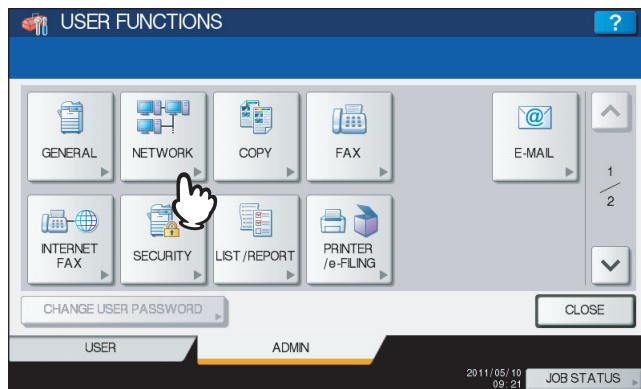 USER FUNCTIONS
?
GENERAL
NETWORK
COPY
FAX
E-MAIL
1
2
INTERNET
FAX
SECURITY
LIST/REPORT
PRINTER
/e-FILING
CHANGE USER PASSWORD
CLOSE
USER
ADMIN
2011/05/10
09:21
JOB STATUS